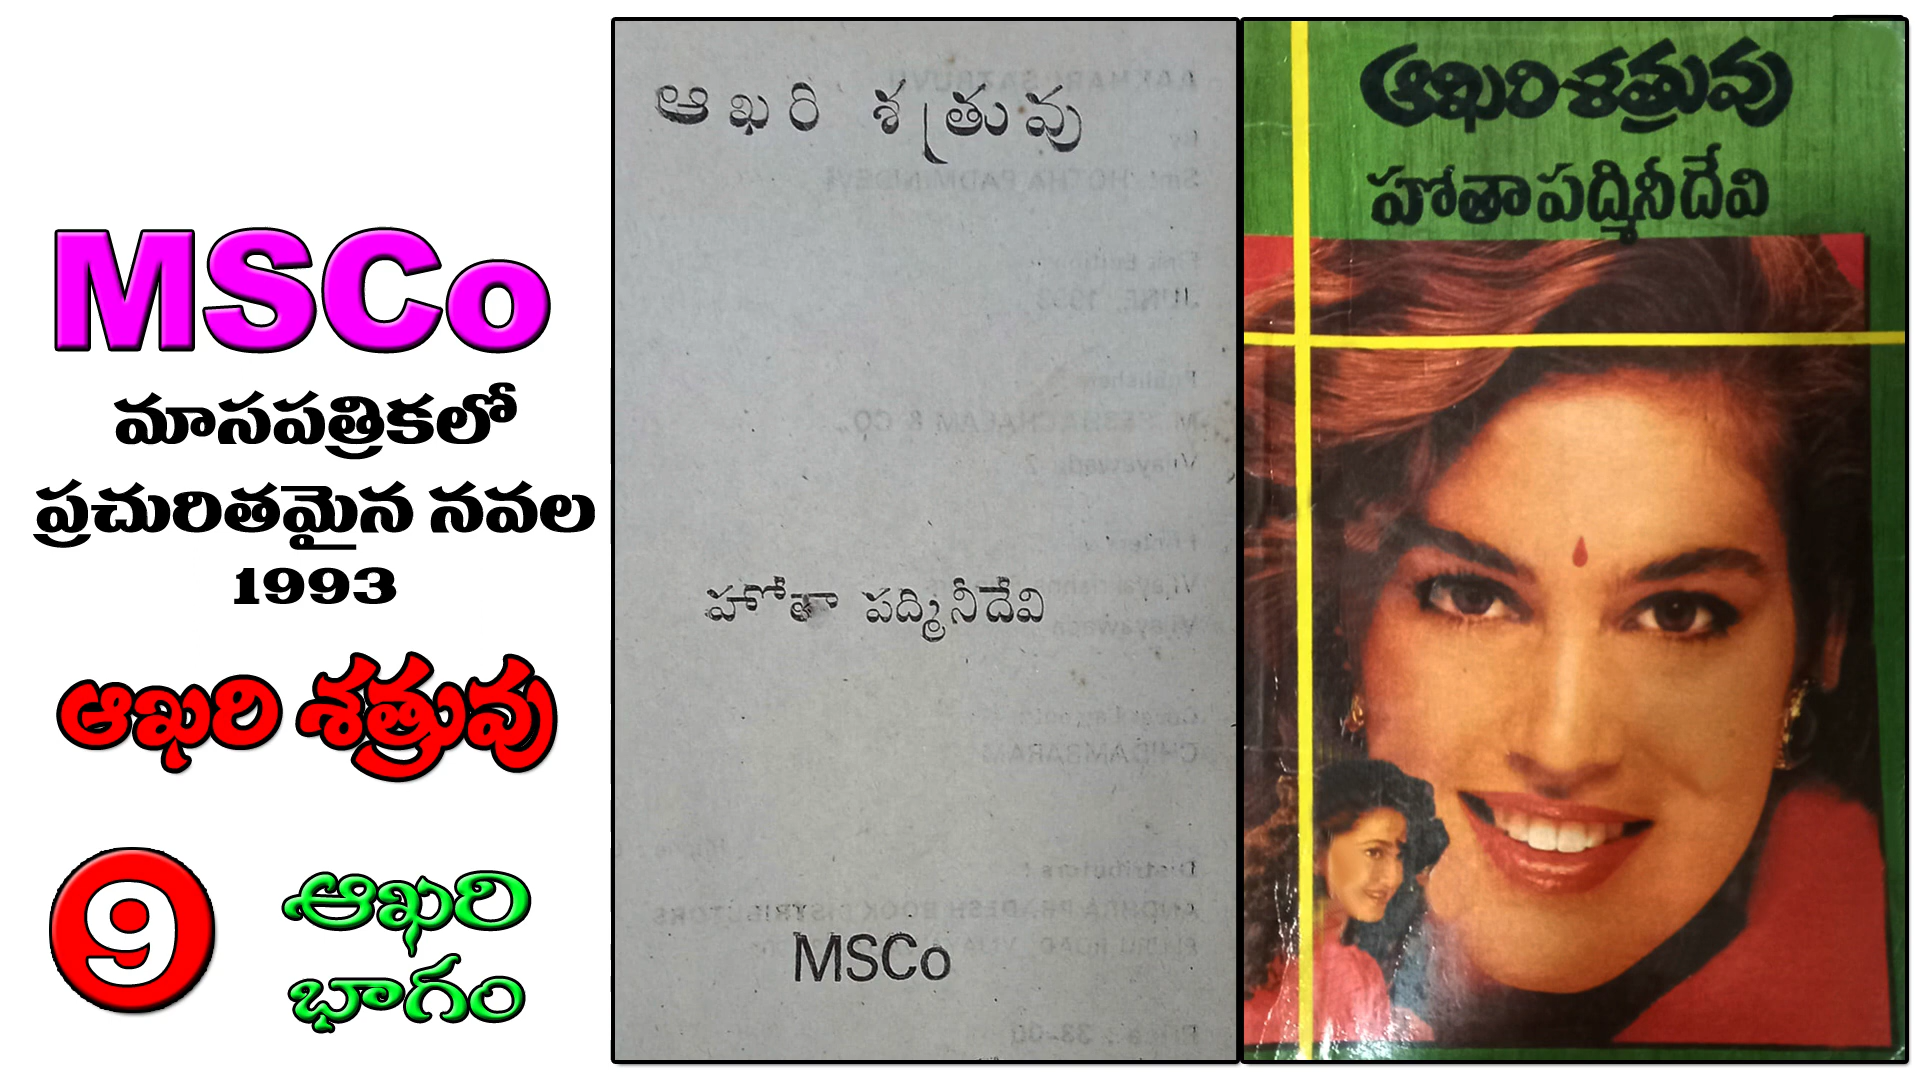 MSCo
మాసపత్రికలో
ప్రచురితమైన నవల
1993
ఆఖరి శత్రువు
9
ఆఖరి
భాగం
ఆఖరి శత్రువు
హోతా పద్మినీదేవి
MSCo
ఆఖరి శత్రువు
హోతా పద్మినీదేవి